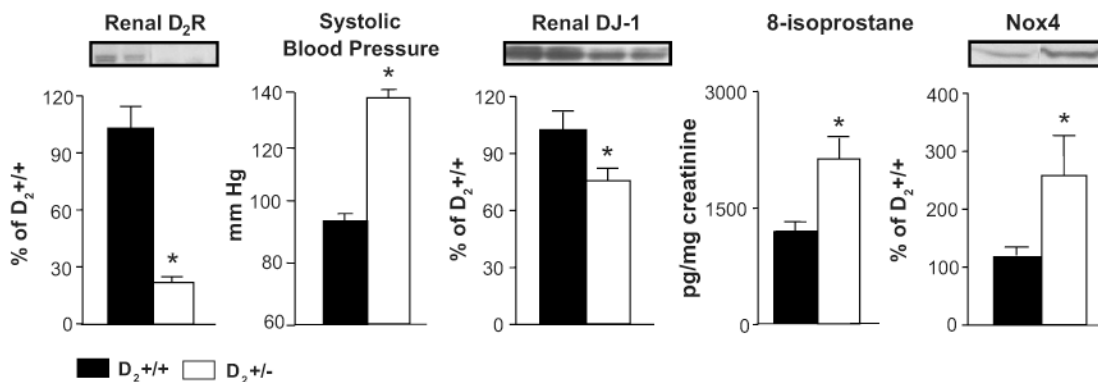 Renal D₂R
Systolic
Blood Pressure
Renal DJ-1
8-isoprostane
Nox4
% of D₂+/+
120
90
60
30
0
*
mm Hg
140
120
100
80
60
*
% of D₂+/+
120
90
60
30
0
*
pg/mg creatinine
3000
1500
0
*
% of D₂+/+
400
300
200
100
0
*
D₂+/+
D₂+/-